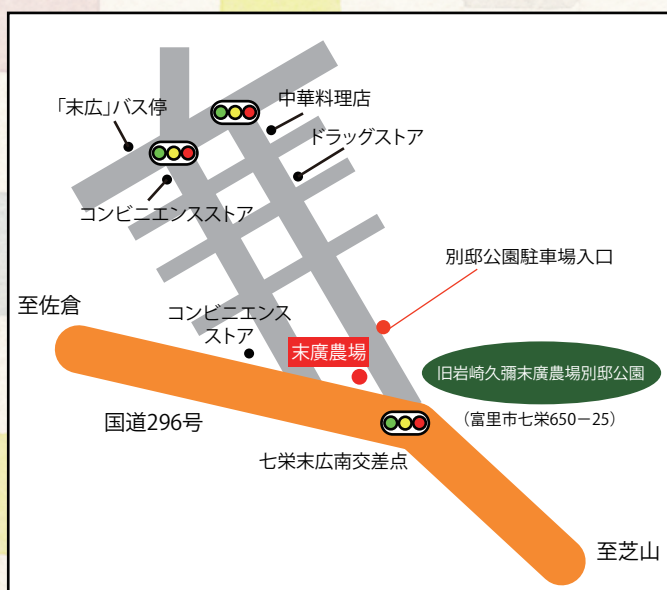 中華料理店
「末広」バス停
ドラッグストア
コンビニエンスストア
別邸公園駐車場入口
至佐倉
コンビニエンス
ストア
末廣農場
旧岩崎久彌末廣農場別邸公園
国道296号
（富里市七栄650－25）
七栄末広南交差点
至芝山